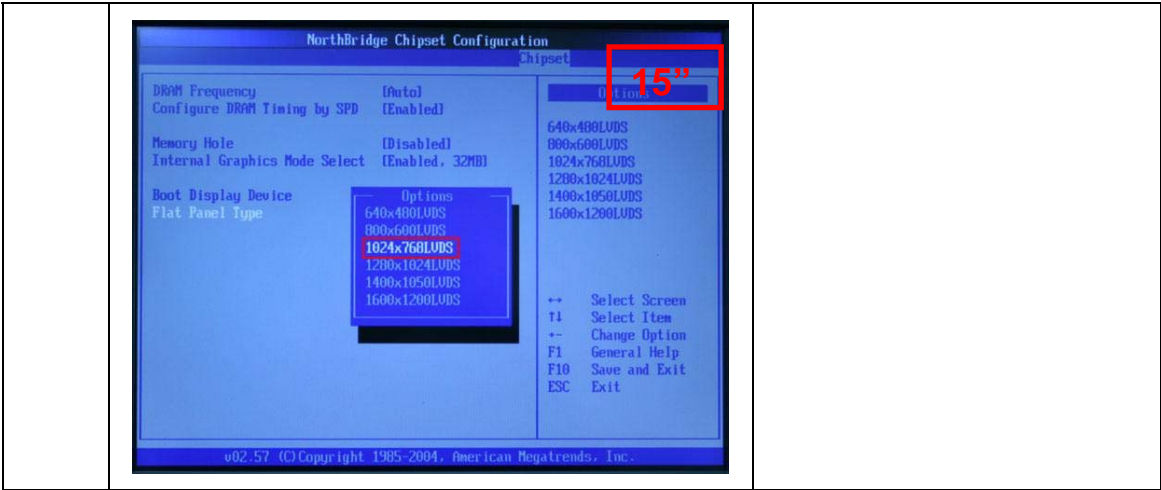 NorthBridge Chipset Configuration
Chipset
15”
DRAM Frequency [Auto]
Configure DRAM Timing by SPD [Enabled]
Memory Hole [Disabled]
Internal Graphics Mode Select [Enabled, 32MB]
Boot Display Device
Flat Panel Type
Options
640x480LVDS
800x600LVDS
1024x768LVDS
1280x1024LVDS
1400x1050LVDS
1600x1200LVDS
Options
640x480LVDS
800x600LVDS
1024x768LVDS
1280x1024LVDS
1400x1050LVDS
1600x1200LVDS
↔ Select Screen
↑↓ Select Item
+- Change Option
F1 General Help
F10 Save and Exit
ESC Exit
v02.57 (C)Copyright 1985-2004, American Megatrends, Inc.